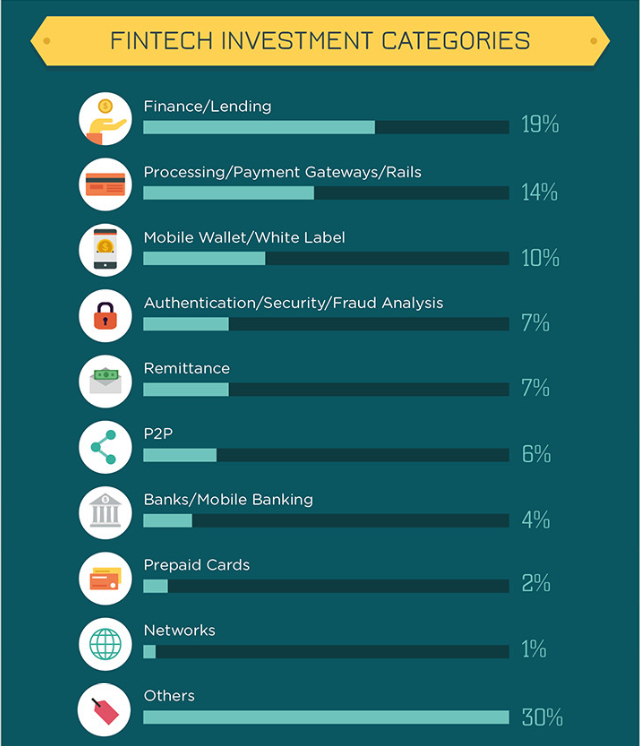 FINTECH INVESTMENT CATEGORIES
Finance/Lending
19%
Processing/Payment Gateways/Rails
14%
Mobile Wallet/White Label
10%
Authentication/Security/Fraud Analysis
7%
Remittance
7%
P2P
6%
Banks/Mobile Banking
4%
Prepaid Cards
2%
Networks
1%
Others
30%